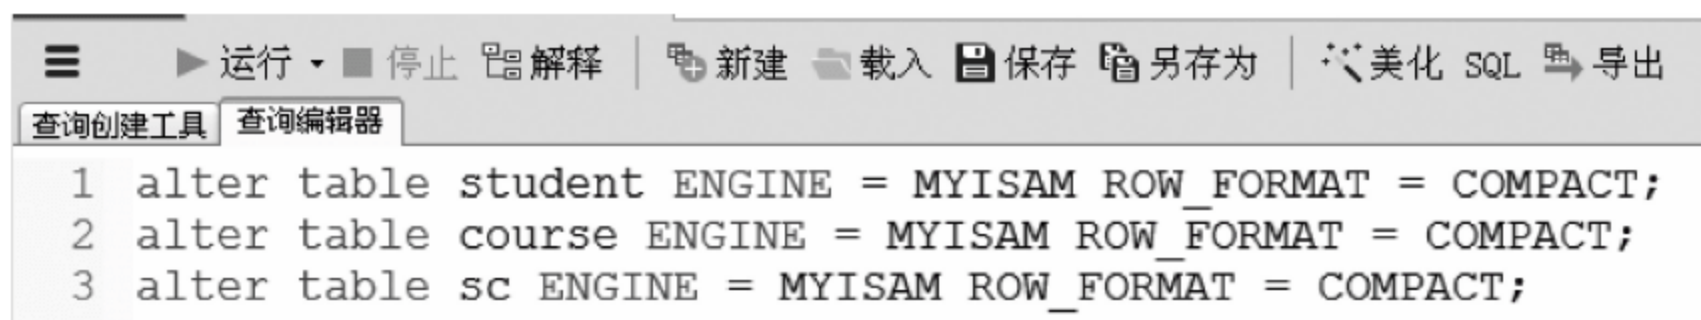 运行 停止 解释 新建 载入 保存 另存为 美化 SQL 导出
查询创建工具 查询编辑器
1 alter table student ENGINE = MYISAM ROW_FORMAT = COMPACT;
2 alter table course ENGINE = MYISAM ROW_FORMAT = COMPACT;
3 alter table sc ENGINE = MYISAM ROW_FORMAT = COMPACT;